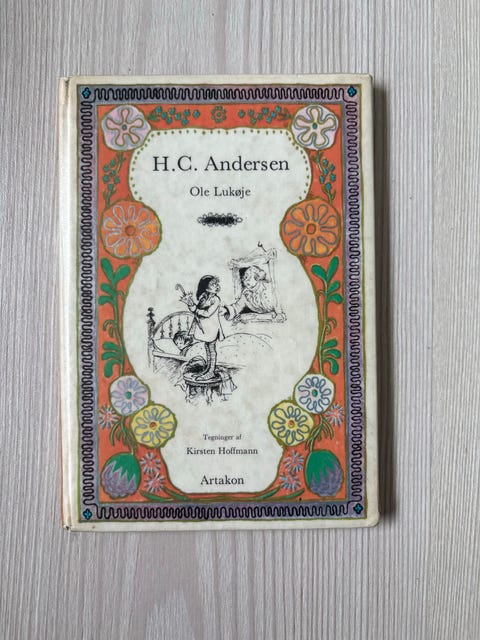 H.C. Andersen
Ole Lukøje
Tegninger af
Kirsten Hoffmann
Artakon